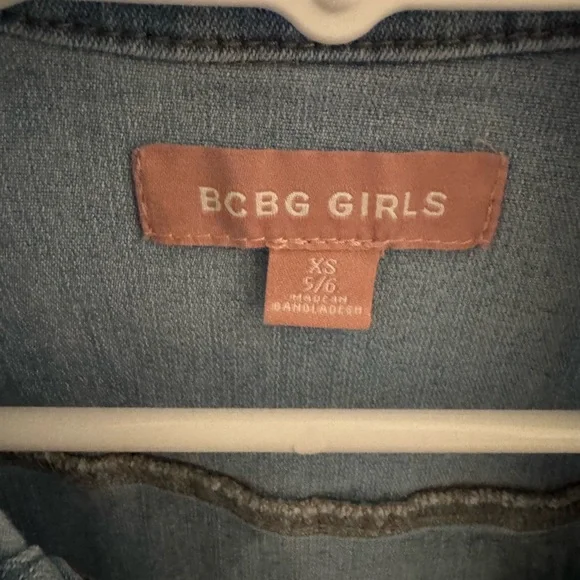 BCBG GIRLS
XS
5/6
MADE IN
BANGLADESH